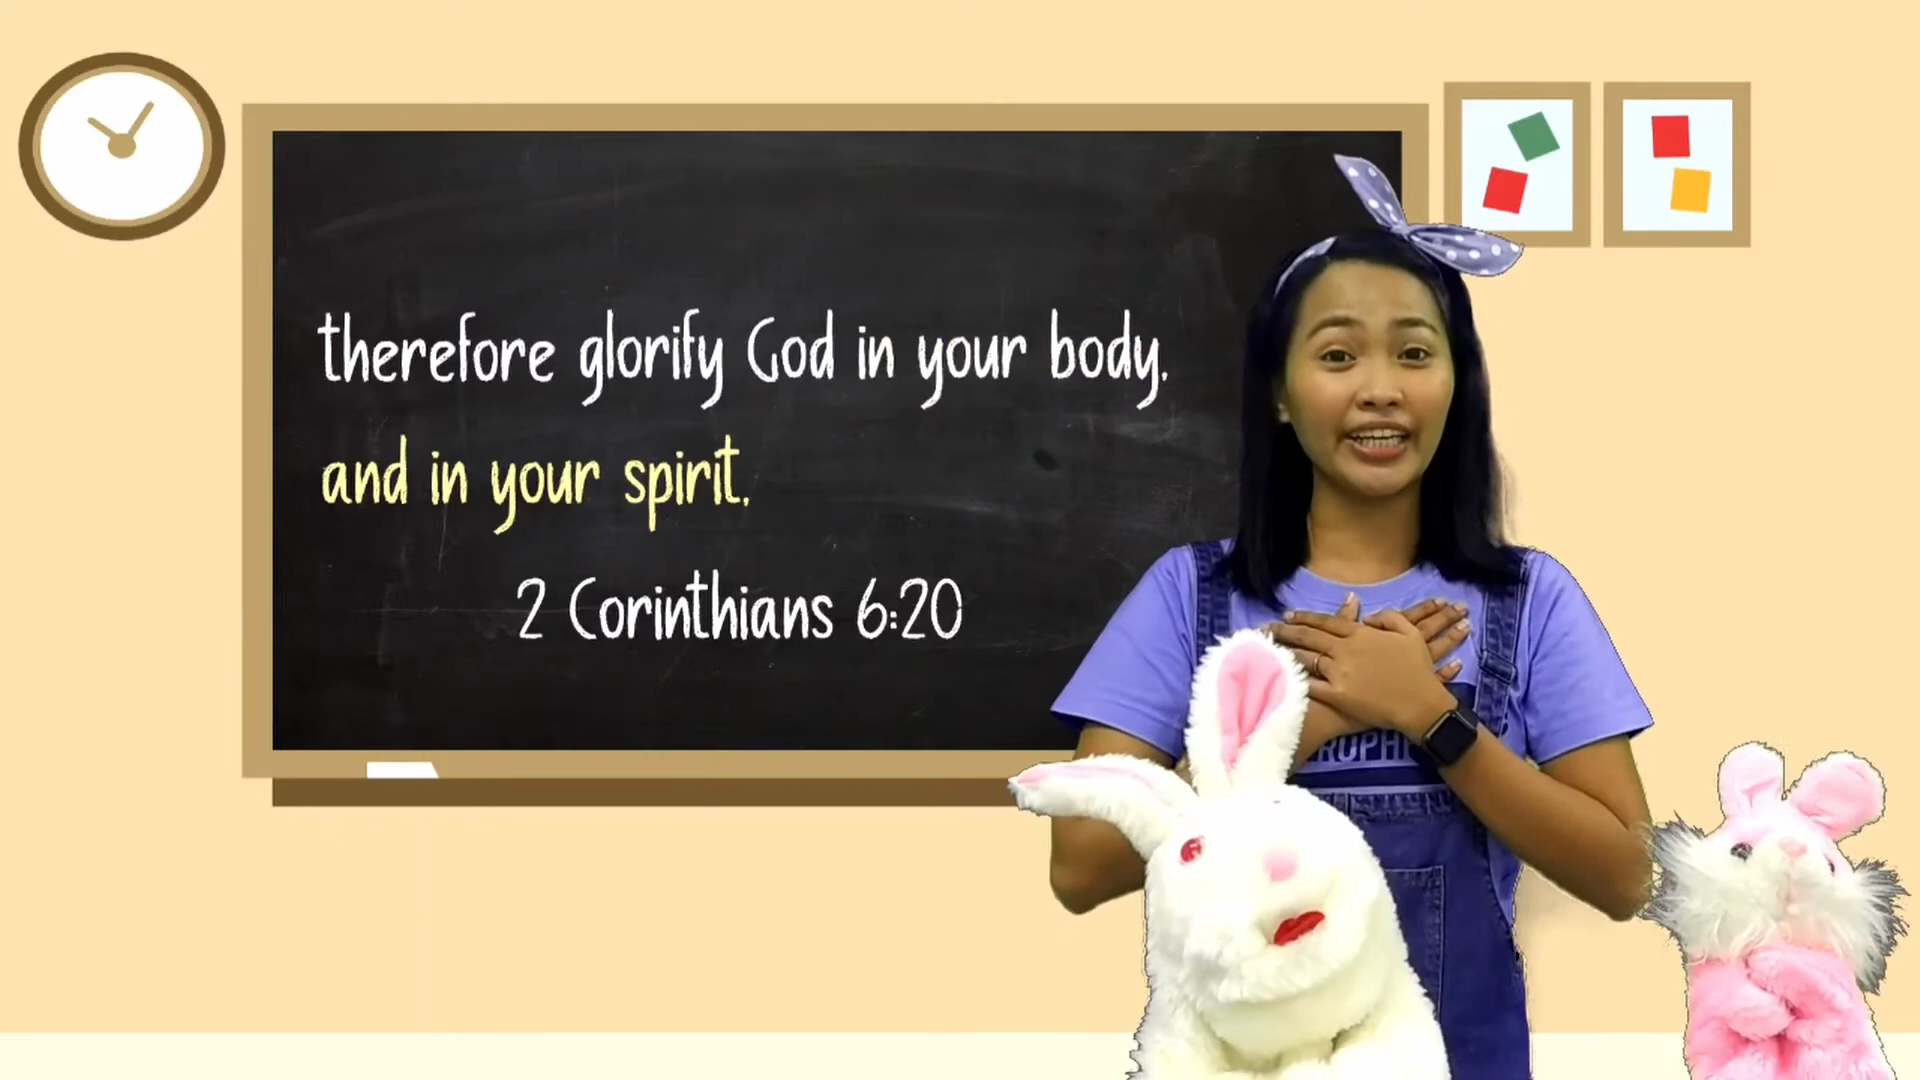 therefore glorify God in your body,
and in your spirit,
2 Corinthians 6:20